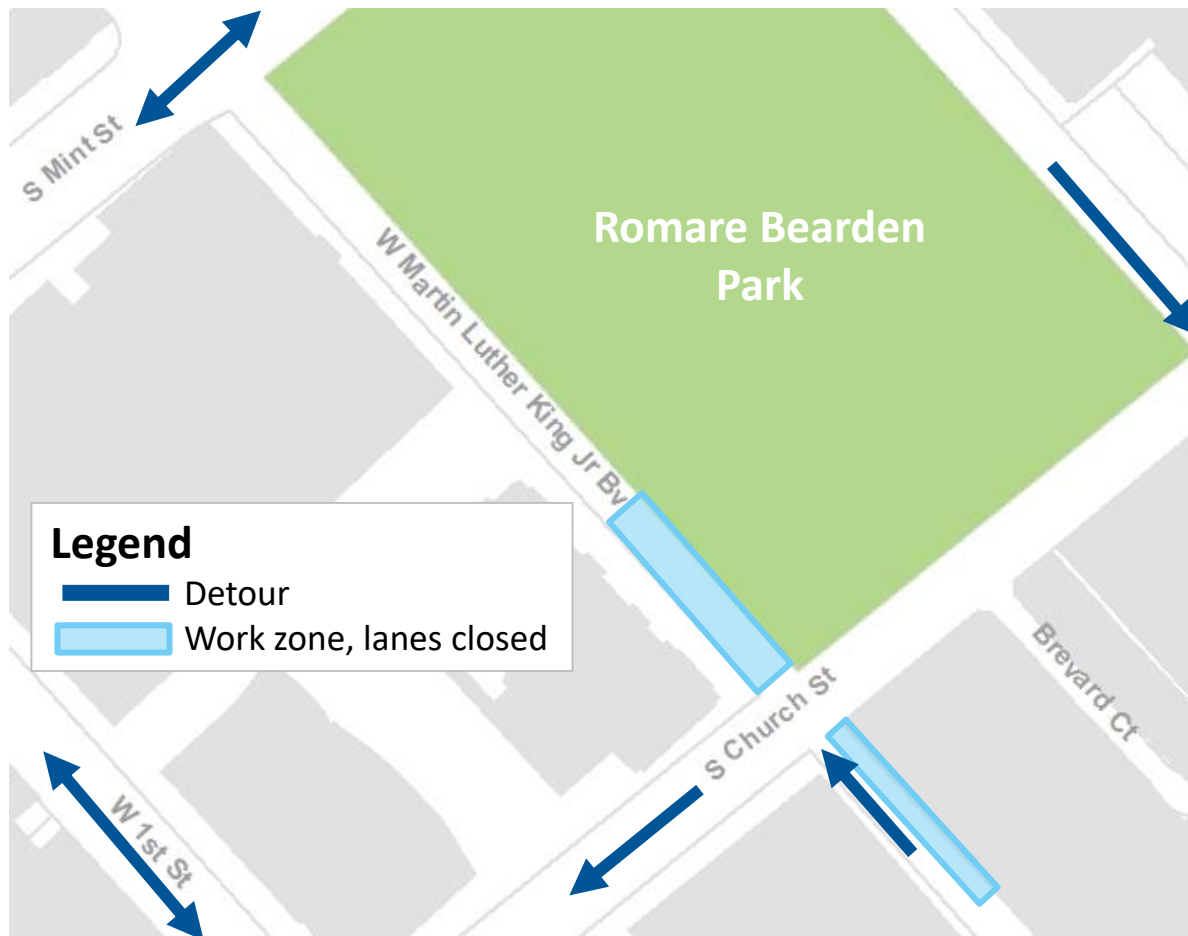 S Mint St
Romare Bearden
Park
W Martin Luther King Jr Bv
Legend
Detour
Work zone, lanes closed
Brevard Ct
S Church St
W 1st St